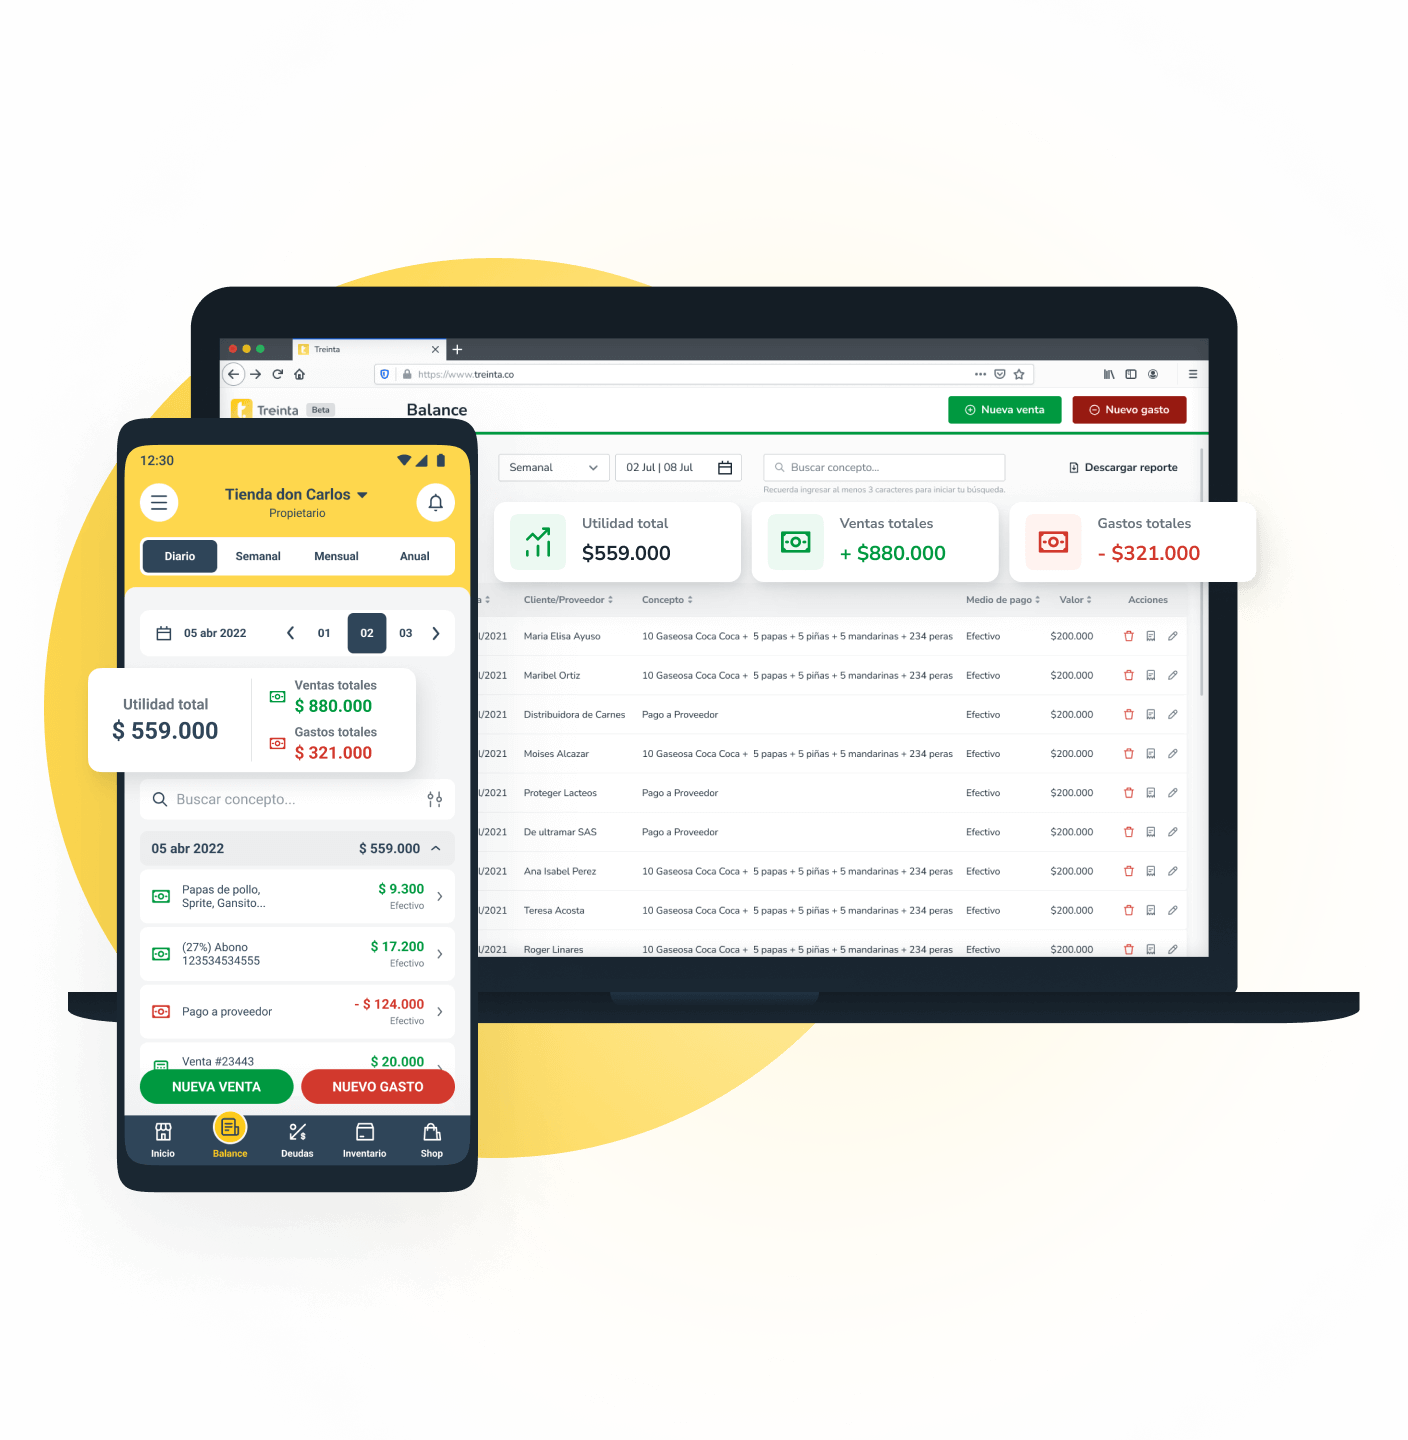 Treinta
https://www.treinta.co
Treinta Beta
Balance
Nueva venta
Nuevo gasto
Semanal
02 Jul | 08 Jul
Buscar concepto...
Recuerda ingresar al menos 3 caracteres para iniciar tu búsqueda.
Descargar reporte
Utilidad total
$559.000
Ventas totales
+ $880.000
Gastos totales
- $321.000
Cliente/Proveedor Concepto Medio de pago Valor Acciones
/2021 Maria Elisa Ayuso 10 Gaseosa Coca Coca + 5 papas + 5 piñas + 5 mandarinas + 234 peras Efectivo $200.000
/2021 Maribel Ortiz 10 Gaseosa Coca Coca + 5 papas + 5 piñas + 5 mandarinas + 234 peras Efectivo $200.000
/2021 Distribuidora de Carnes Pago a Proveedor Efectivo $200.000
/2021 Moises Alcazar 10 Gaseosa Coca Coca + 5 papas + 5 piñas + 5 mandarinas + 234 peras Efectivo $200.000
/2021 Proteger Lacteos Pago a Proveedor Efectivo $200.000
/2021 De ultramar SAS Pago a Proveedor Efectivo $200.000
/2021 Ana Isabel Perez 10 Gaseosa Coca Coca + 5 papas + 5 piñas + 5 mandarinas + 234 peras Efectivo $200.000
/2021 Teresa Acosta 10 Gaseosa Coca Coca + 5 papas + 5 piñas + 5 mandarinas + 234 peras Efectivo $200.000
/2021 Roger Linares 10 Gaseosa Coca Coca + 5 papas + 5 piñas + 5 mandarinas + 234 peras Efectivo $200.000
12:30
Tienda don Carlos
Propietario
Diario Semanal Mensual Anual
05 abr 2022 01 02 03
Utilidad total
$ 559.000
Ventas totales
$ 880.000
Gastos totales
$ 321.000
Buscar concepto...
05 abr 2022 $ 559.000
Papas de pollo,
Sprite, Gansito...
$ 9.300
Efectivo
(27%) Abono
123534534555
$ 17.200
Efectivo
Pago a proveedor
- $ 124.000
Efectivo
Venta #23443
$ 20.000
NUEVA VENTA
NUEVO GASTO
Inicio Balance Deudas Inventario Shop